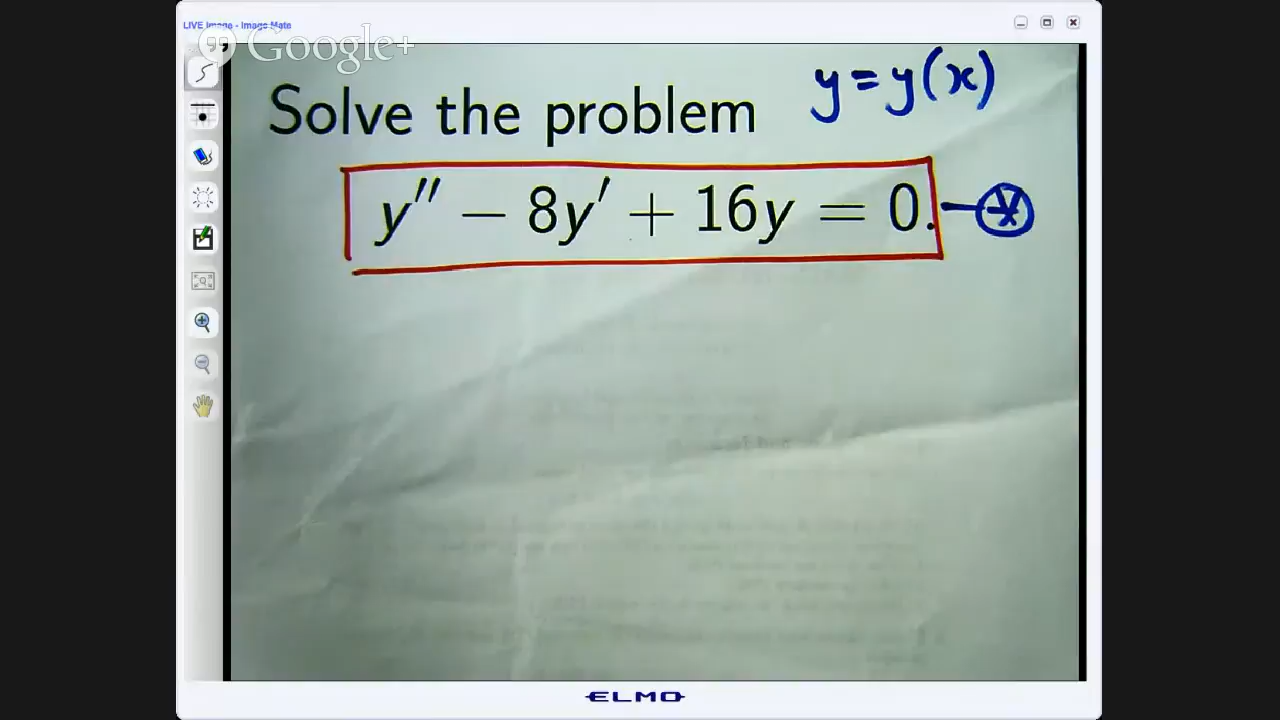 LIVE Image - Image Mate
Google+
Solve the problem y = y(x)
y″ − 8y′ + 16y = 0. *
ELMO